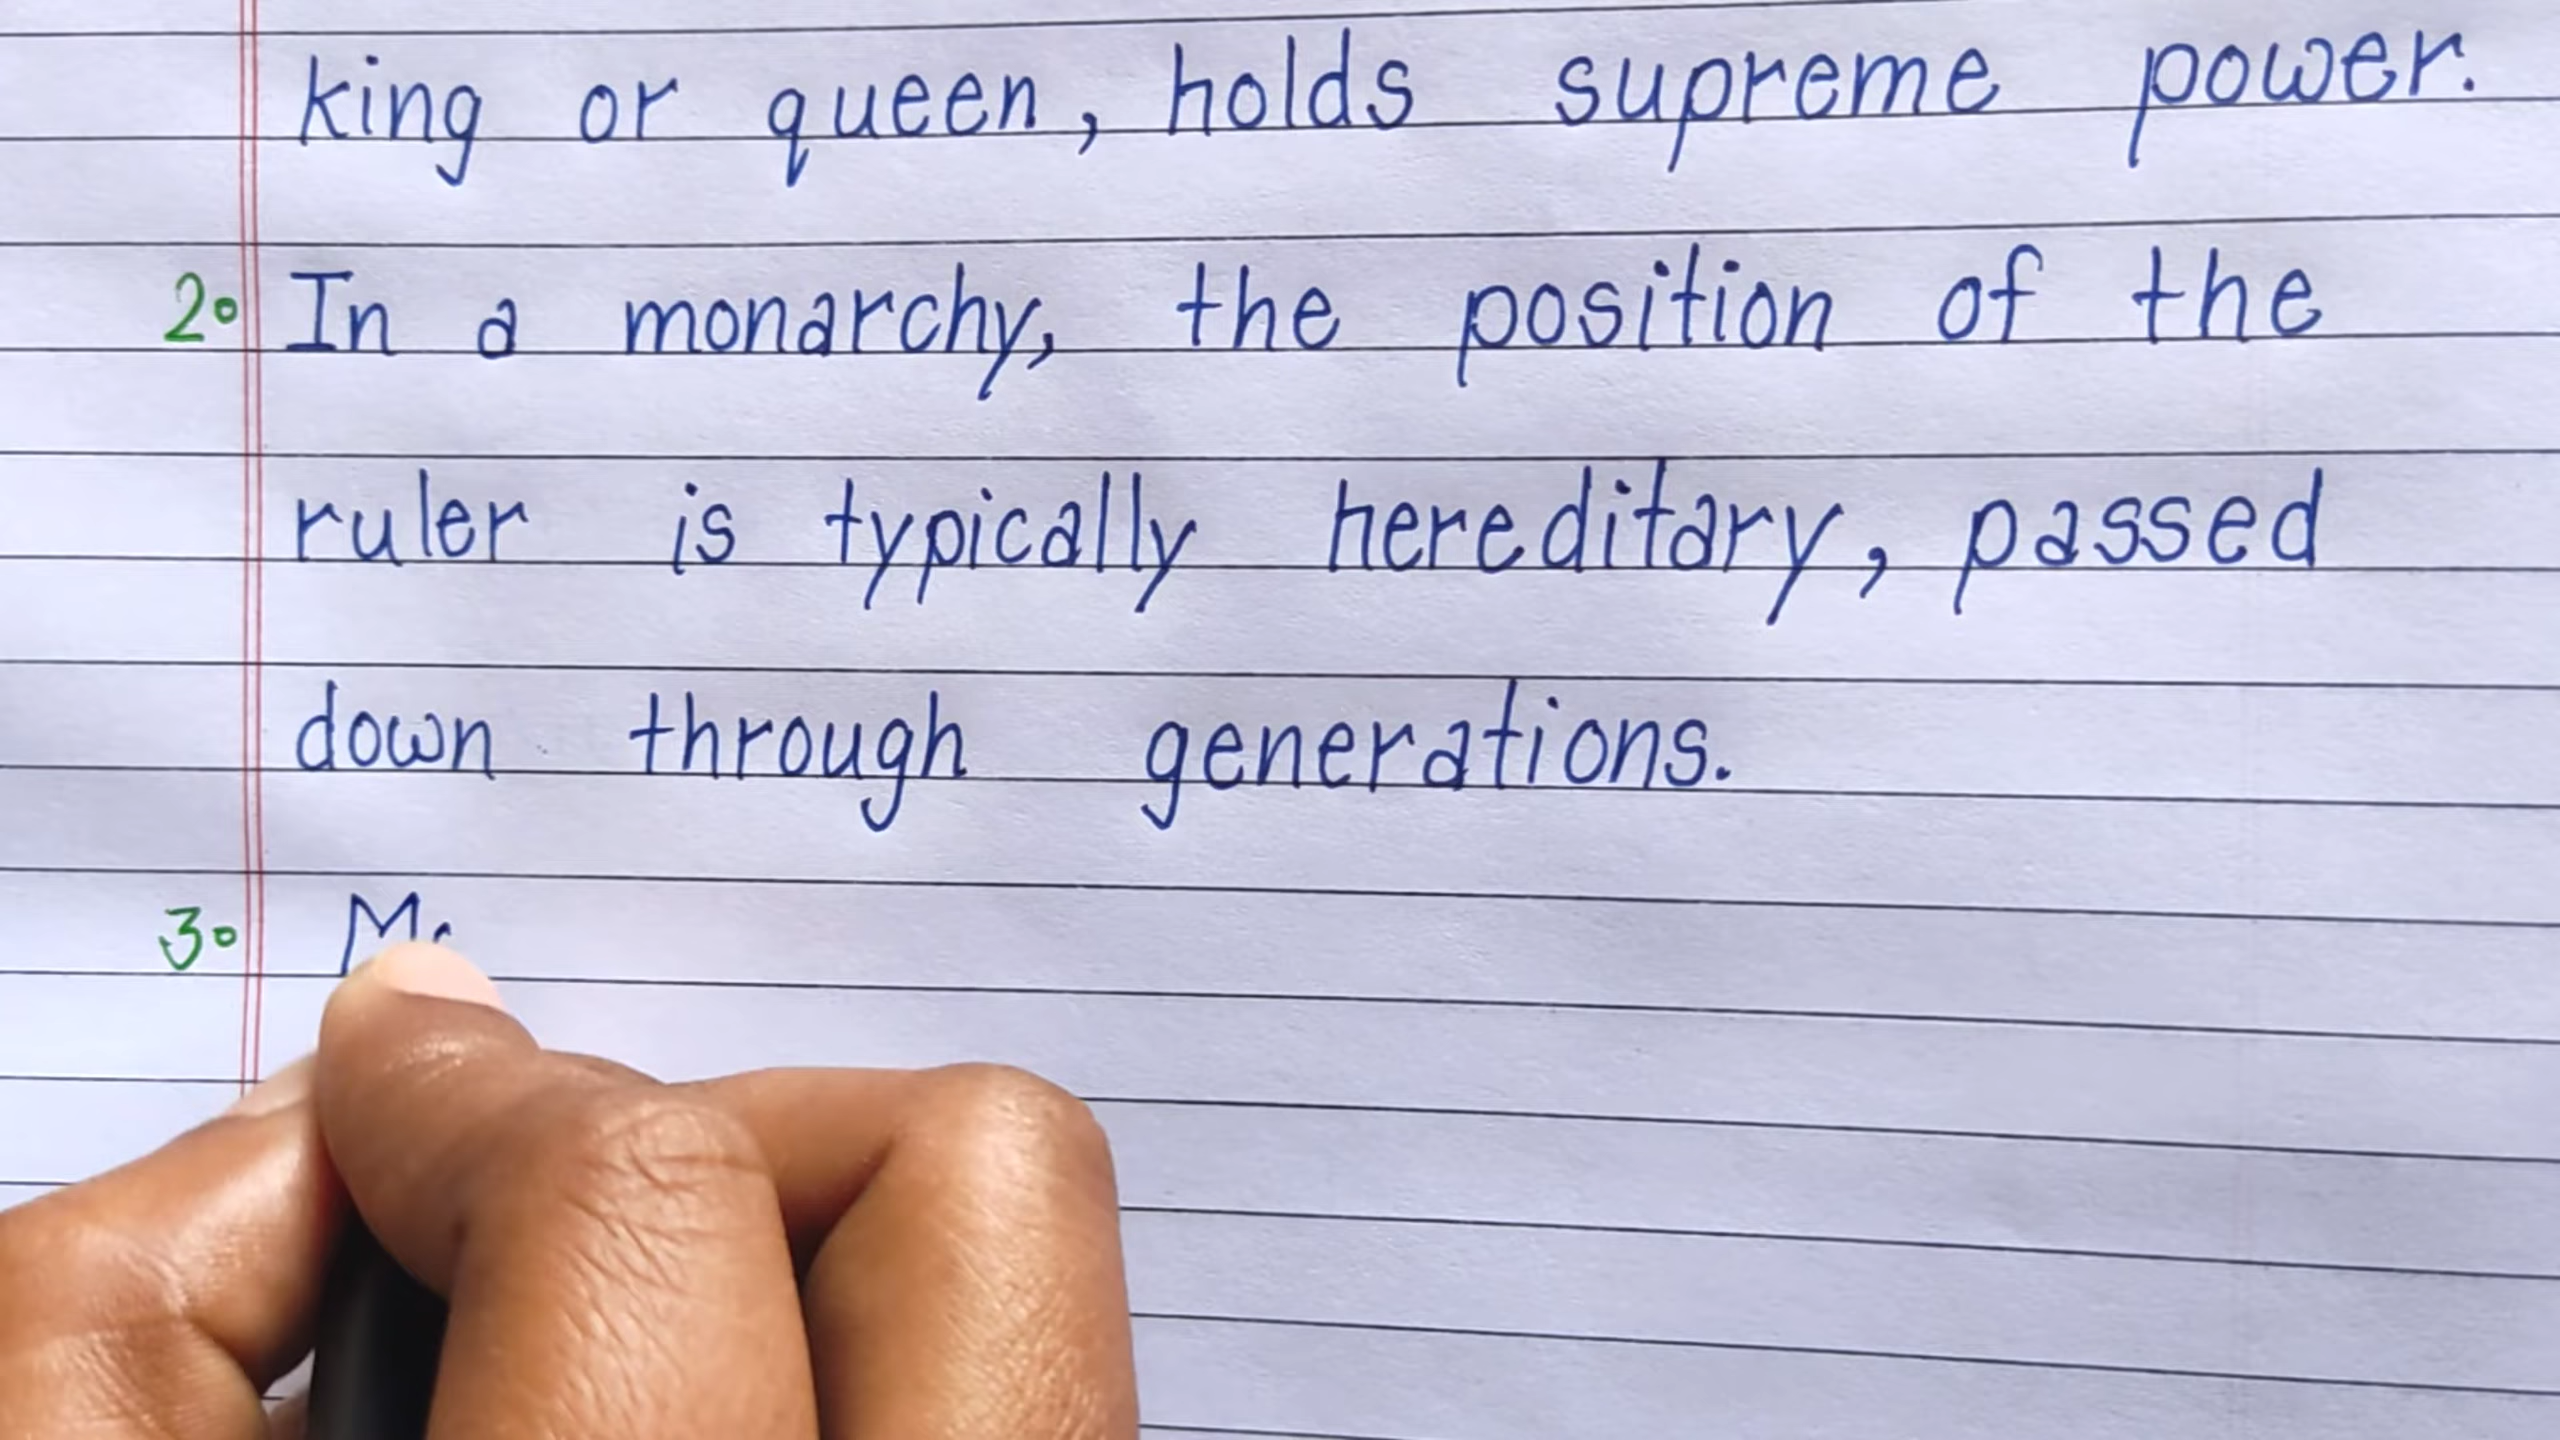 king or queen, holds supreme power.
2. In a monarchy, the position of the
ruler is typically hereditary, passed
down through generations.
3.